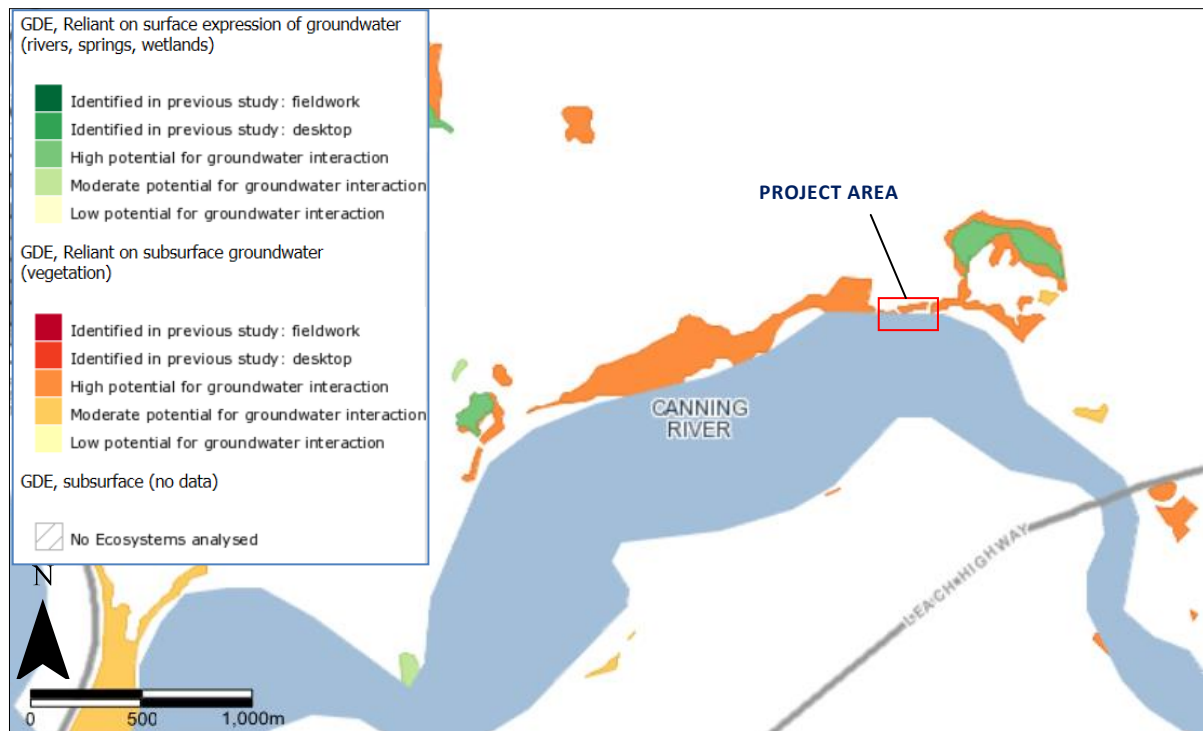 GDE, Reliant on surface expression of groundwater
(rivers, springs, wetlands)
Identified in previous study: fieldwork
Identified in previous study: desktop
High potential for groundwater interaction
Moderate potential for groundwater interaction
Low potential for groundwater interaction
GDE, Reliant on subsurface groundwater
(vegetation)
Identified in previous study: fieldwork
Identified in previous study: desktop
High potential for groundwater interaction
Moderate potential for groundwater interaction
Low potential for groundwater interaction
GDE, subsurface (no data)
No Ecosystems analysed
PROJECT AREA
CANNING
RIVER
LEACH HIGHWAY
N
0 500 1,000m